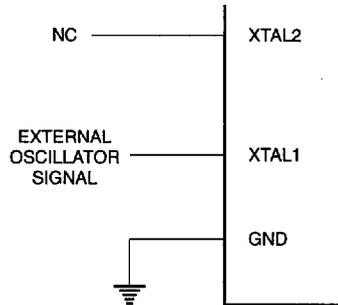 NC XTAL2
EXTERNAL
OSCILLATOR XTAL1
SIGNAL
GND